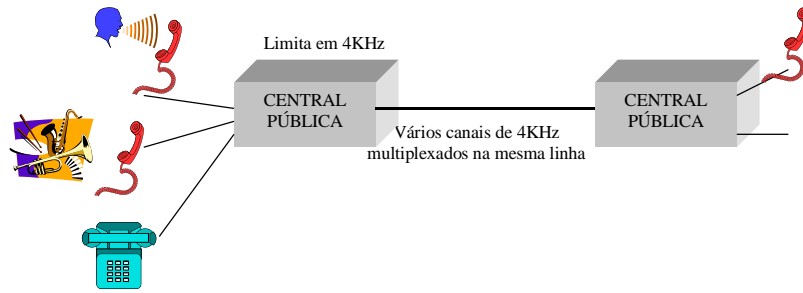 Limita em 4KHz
CENTRAL
PÚBLICA
CENTRAL
PÚBLICA
Vários canais de 4KHz
multiplexados na mesma linha